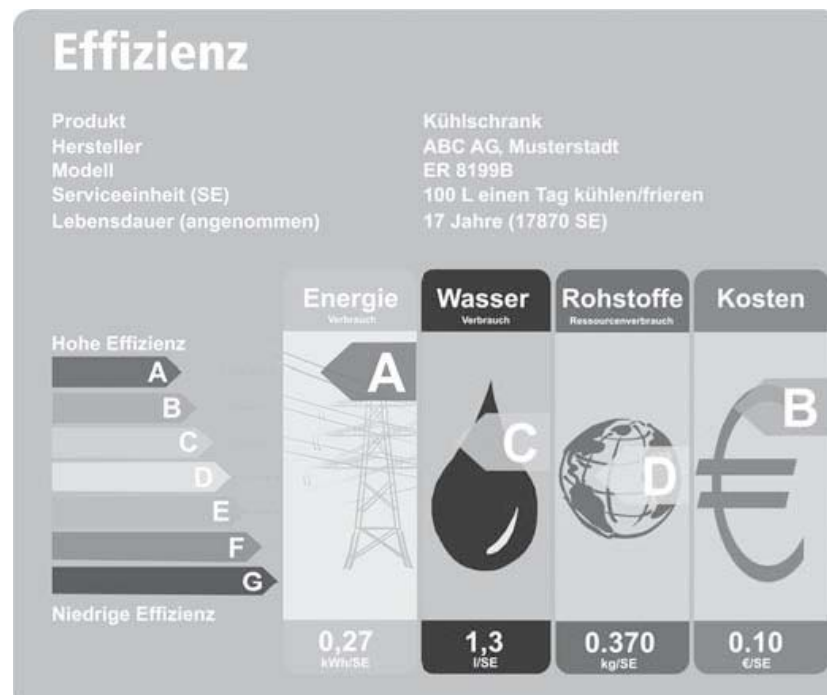 Effizienz
Produkt Kühlschrank
Hersteller ABC AG, Musterstadt
Modell ER 8199B
Serviceeinheit (SE) 100 L einen Tag kühlen/frieren
Lebensdauer (angenommen) 17 Jahre (17870 SE)
Energie Wasser Rohstoffe Kosten
Verbrauch Verbrauch Ressourcenverbrauch
Hohe Effizienz
A
B
C
D
E
F
G
Niedrige Effizienz
A
C
D
B
0,27 1,3 0.370 0.10
kWh/SE l/SE kg/SE €/SE